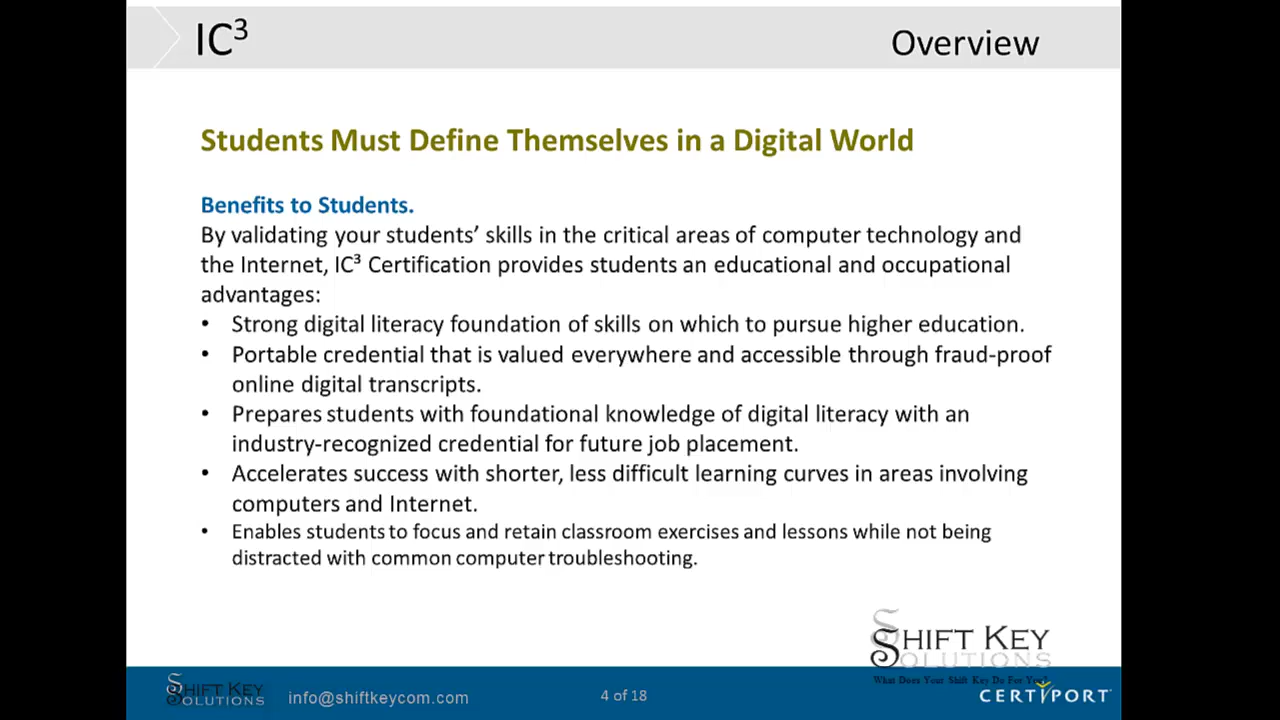 IC³
Overview
Students Must Define Themselves in a Digital World
Benefits to Students.
By validating your students’ skills in the critical areas of computer technology and
the Internet, IC³ Certification provides students an educational and occupational
advantages:
• Strong digital literacy foundation of skills on which to pursue higher education.
• Portable credential that is valued everywhere and accessible through fraud-proof
online digital transcripts.
• Prepares students with foundational knowledge of digital literacy with an
industry-recognized credential for future job placement.
• Accelerates success with shorter, less difficult learning curves in areas involving
computers and Internet.
• Enables students to focus and retain classroom exercises and lessons while not being
distracted with common computer troubleshooting.
SHIFT KEY
SOLUTIONS
What Does Your Shift Key Do For You?
SHIFT KEY
SOLUTIONS
info@shiftkeycom.com
4 of 18
CERTIPORT